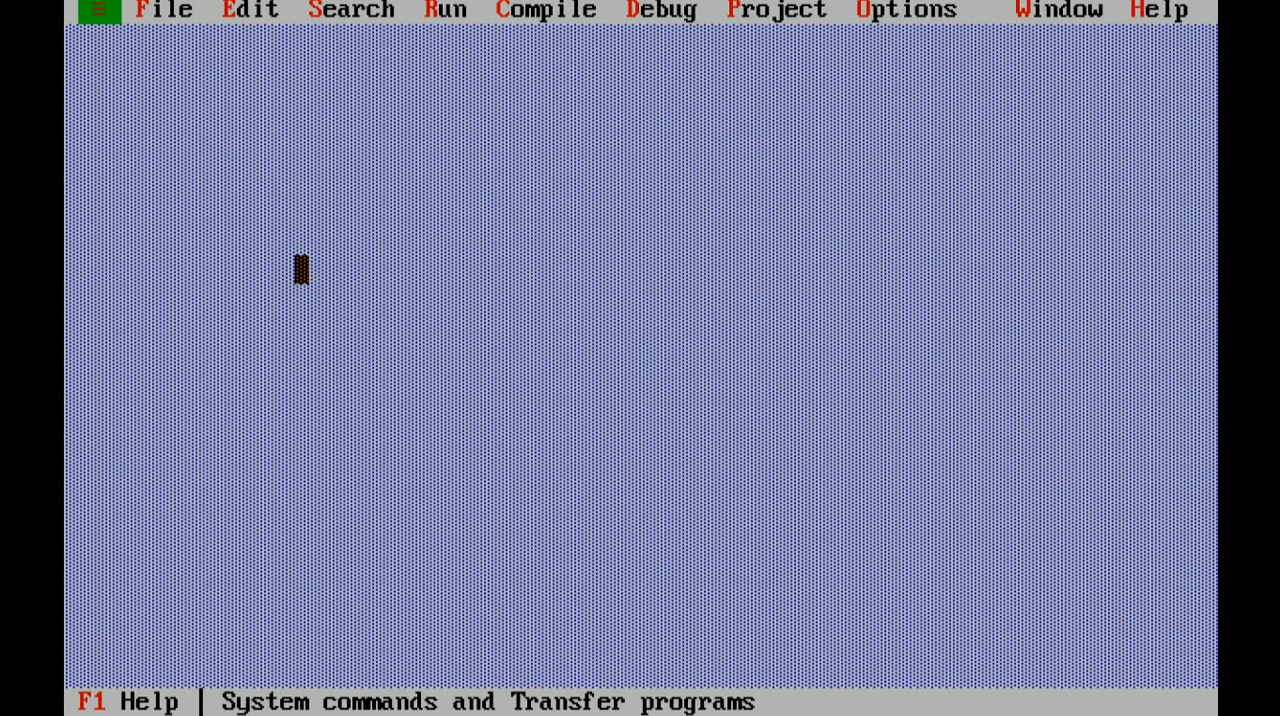 ≡ File Edit Search Run Compile Debug Project Options Window Help
F1 Help | System commands and Transfer programs